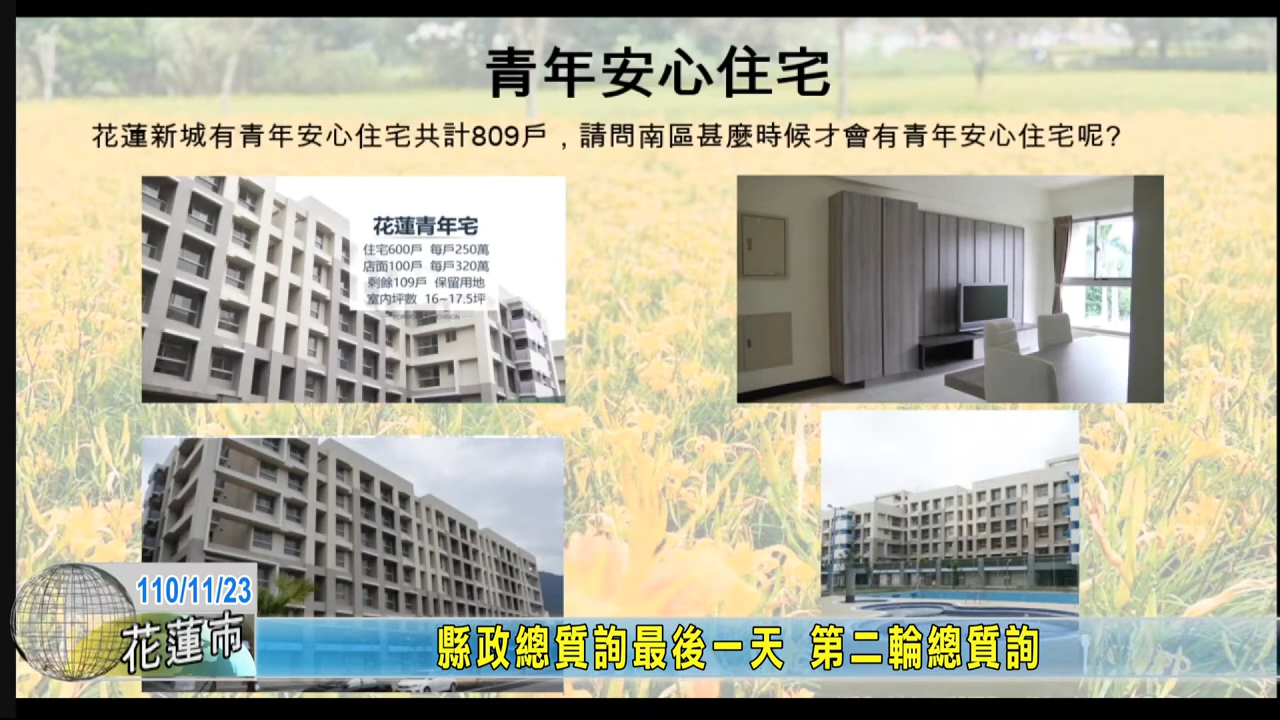 青年安心住宅
花蓮新城有青年安心住宅共計809戶，請問南區甚麼時候才會有青年安心住宅呢?
花蓮青年宅
住宅600戶 每戶250萬
店面100戶 每戶320萬
剩餘109戶 保留用地
室內坪數 16~17.5坪
110/11/23
花蓮市
縣政總質詢最後一天 第二輪總質詢